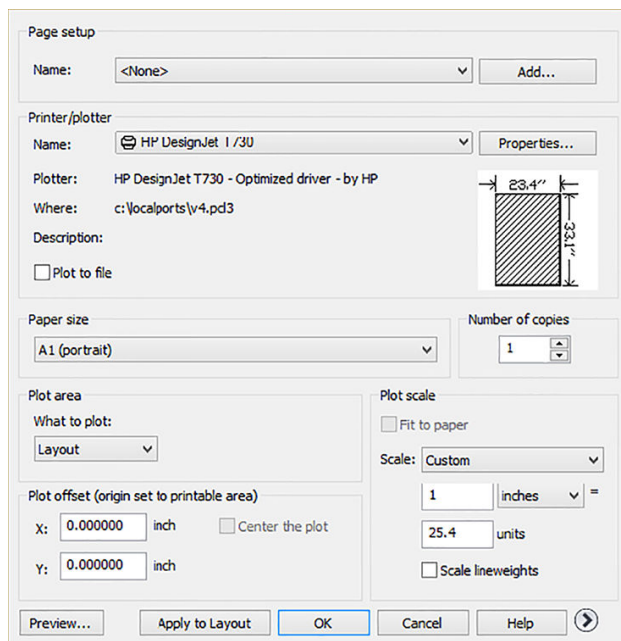 Page setup
Name: <None> Add...
Printer/plotter
Name: HP DesignJet T730 Properties...
Plotter: HP DesignJet T730 - Optimized driver - by HP
Where: c:\localports\v4.pcl3
Description:
Plot to file
23.4''
33.1''
Paper size
A1 (portrait)
Number of copies
1
Plot area
What to plot:
Layout
Plot offset (origin set to printable area)
X: 0.000000 inch Center the plot
Y: 0.000000 inch
Plot scale
Fit to paper
Scale: Custom
1 inches =
25.4 units
Scale lineweights
Preview... Apply to Layout OK Cancel Help